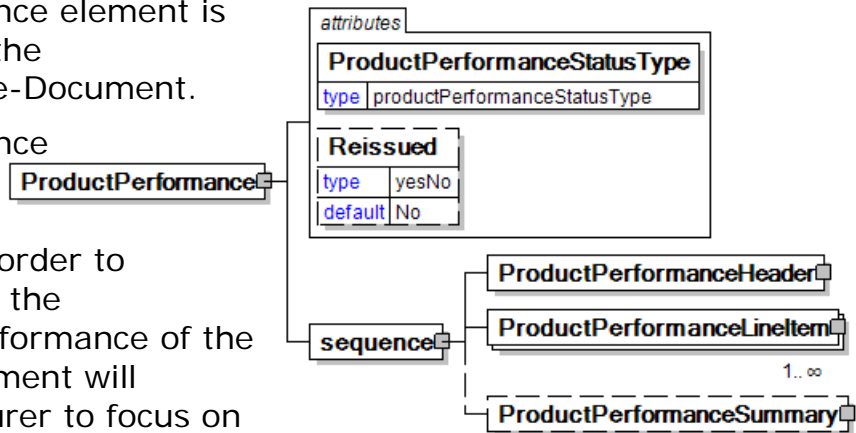 nce element is
the
e-Document.
nce
order to
the
formance of the
ment will
urer to focus on
ProductPerformance
attributes
ProductPerformanceStatusType
type productPerformanceStatusType
Reissued
type yesNo
default No
sequence
ProductPerformanceHeader
ProductPerformanceLineItem
1.. ∞
ProductPerformanceSummary